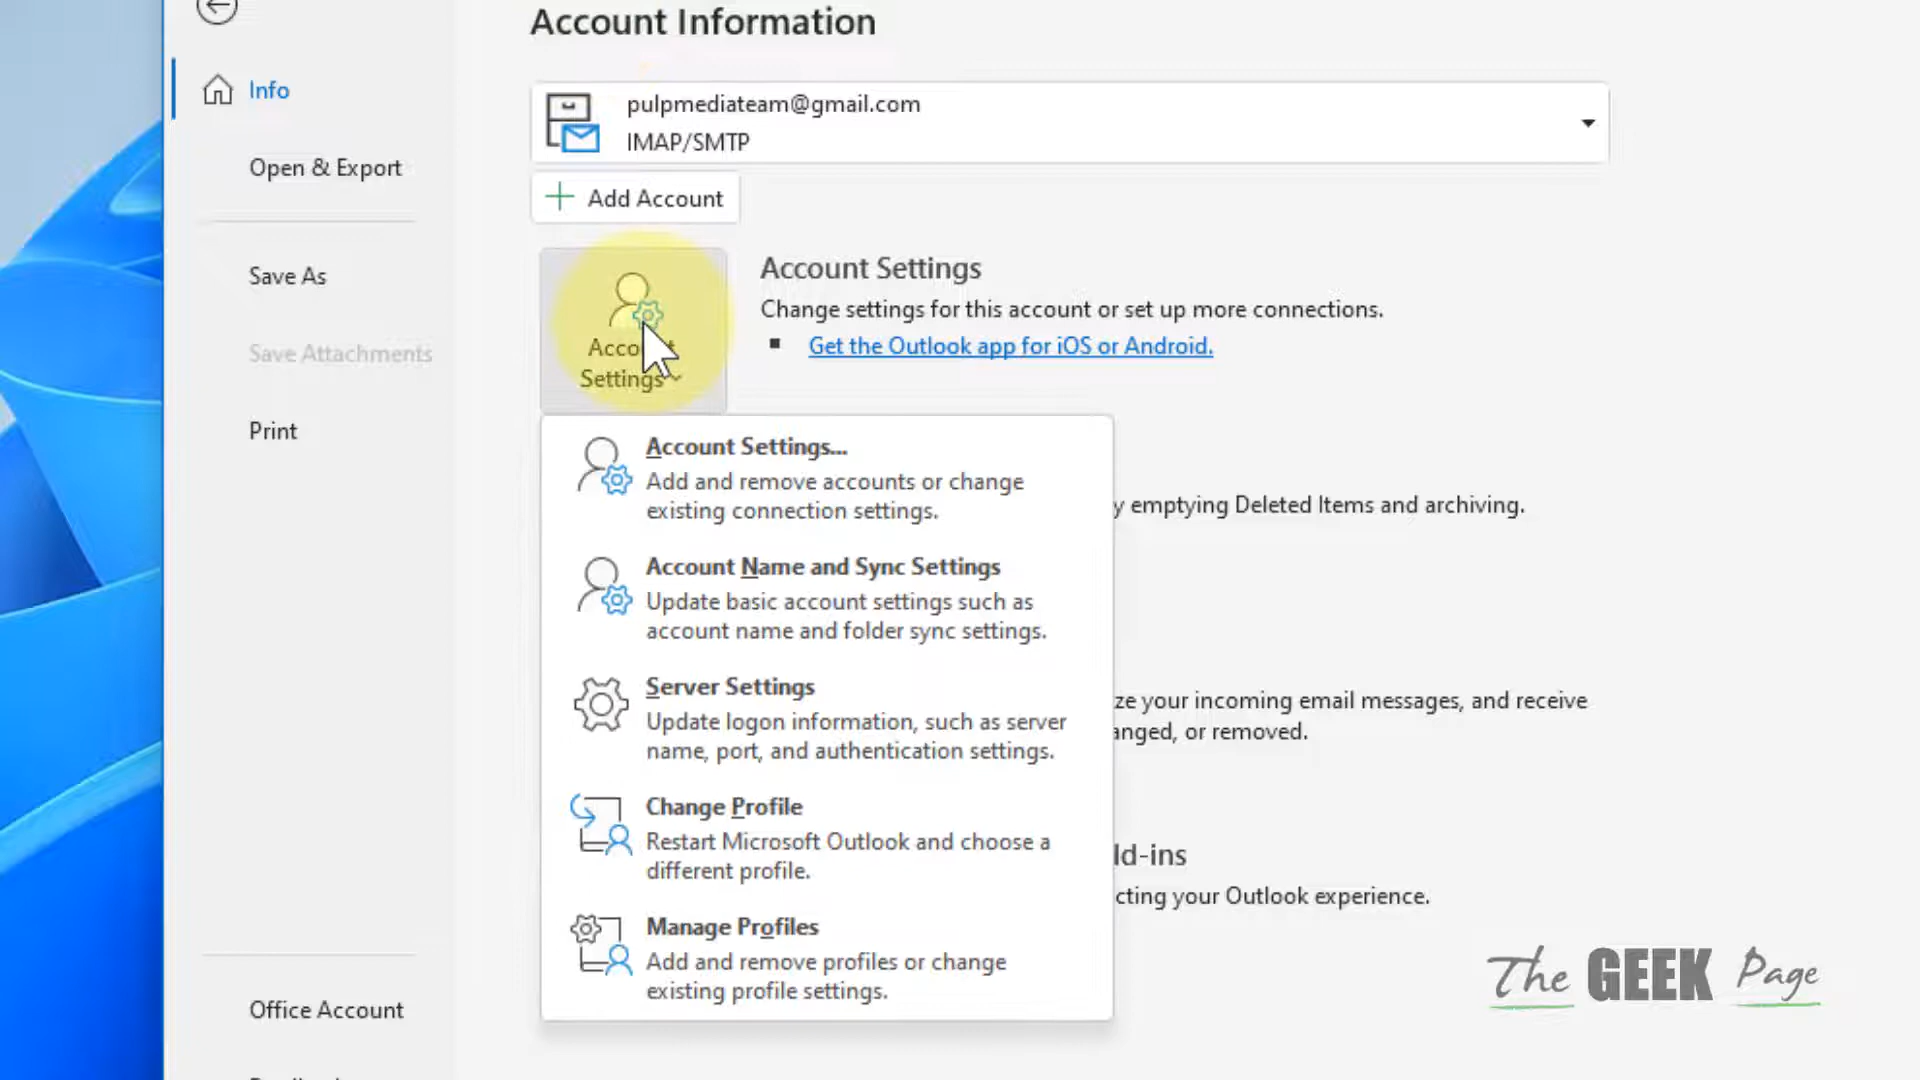 Account Information
Info
pulpmediateam@gmail.com
IMAP/SMTP
Open & Export
Add Account
Save As
Save Attachments
Print
Account
Settings
Account Settings
Change settings for this account or set up more connections.
Get the Outlook app for iOS or Android.
Account Settings...
Add and remove accounts or change
existing connection settings.
y emptying Deleted Items and archiving.
Account Name and Sync Settings
Update basic account settings such as
account name and folder sync settings.
Server Settings
Update logon information, such as server
name, port, and authentication settings.
ze your incoming email messages, and receive
anged, or removed.
Change Profile
Restart Microsoft Outlook and choose a
different profile.
ld-ins
cting your Outlook experience.
Manage Profiles
Add and remove profiles or change
existing profile settings.
Office Account
The GEEK Page